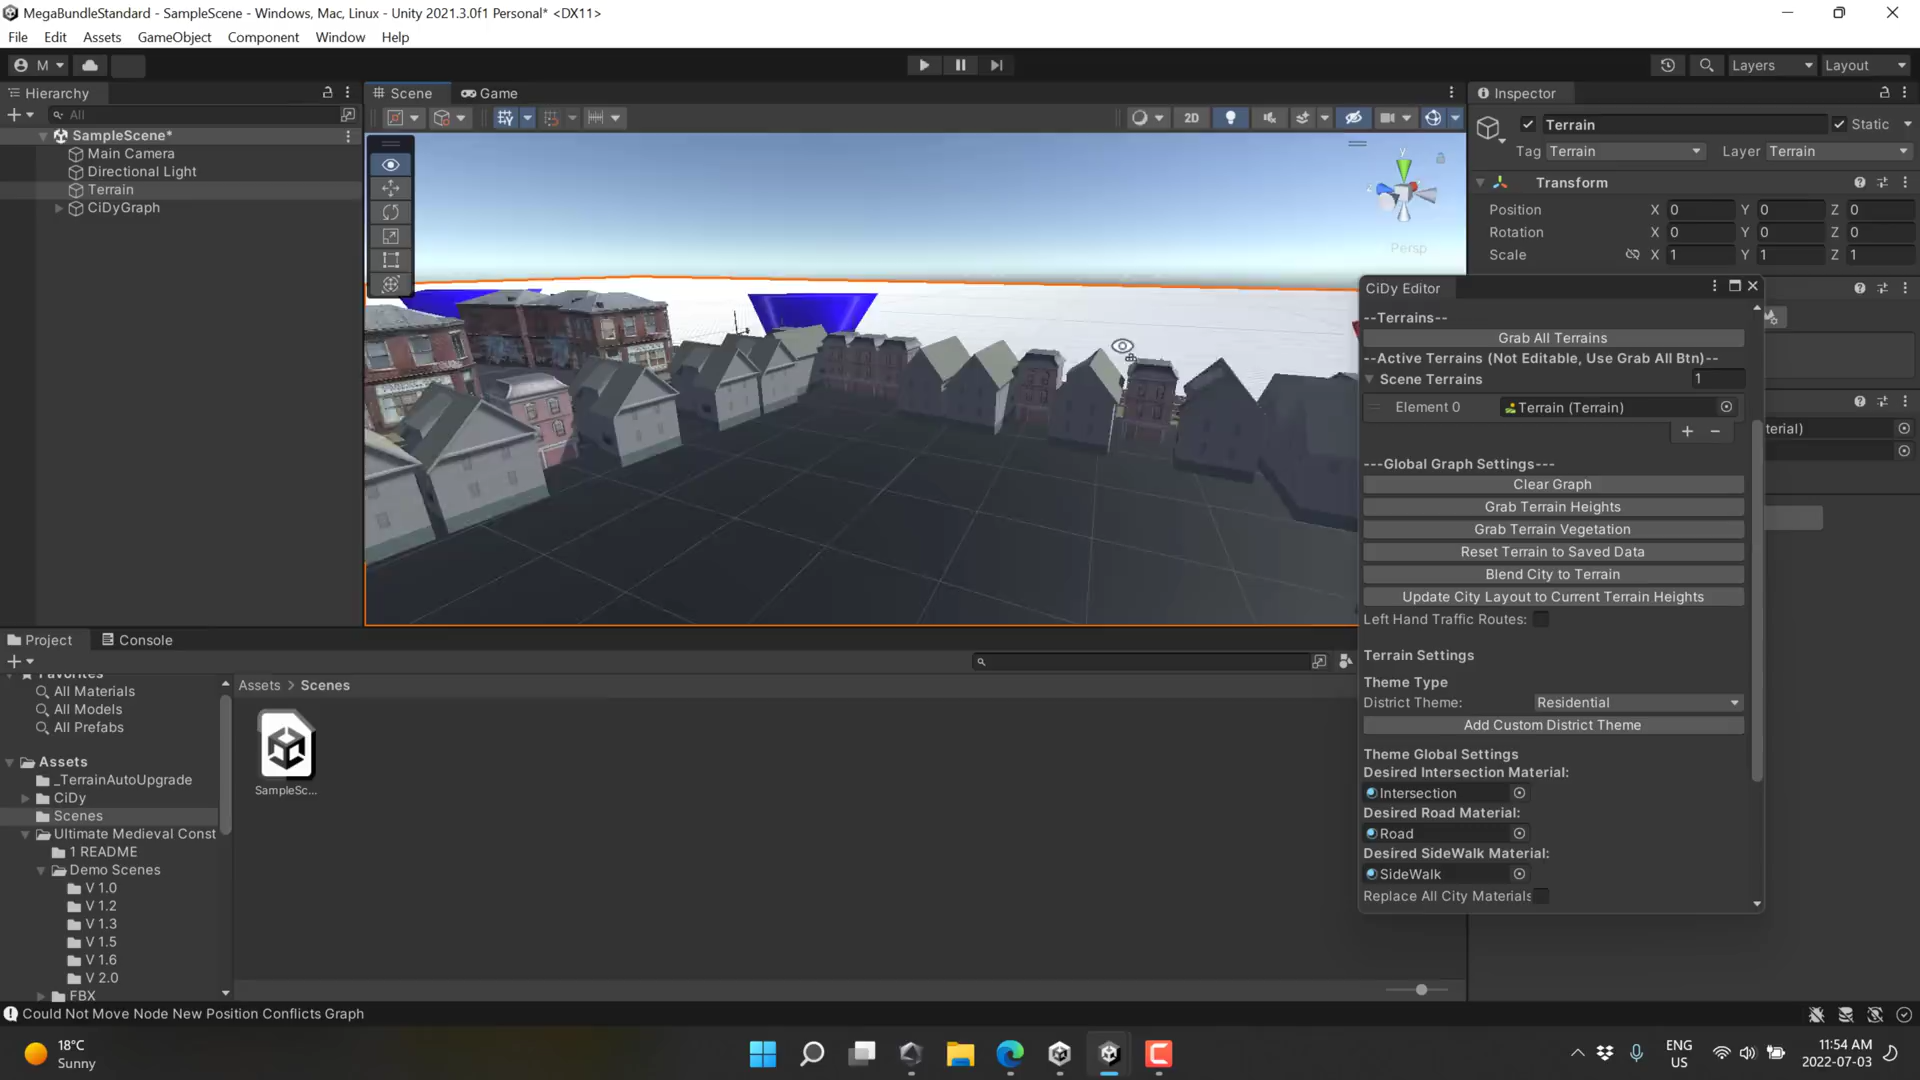 MegaBundleStandard - SampleScene - Windows, Mac, Linux - Unity 2021.3.0f1 Personal* <DX11>
File Edit Assets GameObject Component Window Help
M
Layers Layout
Hierarchy
All
SampleScene*
Main Camera
Directional Light
Terrain
CiDyGraph
Scene Game
2D
y
z
Persp
Inspector
Terrain Static
Tag Terrain Layer Terrain
Transform
Position X 0 Y 0 Z 0
Rotation X 0 Y 0 Z 0
Scale X 1 Y 1 Z 1
terial)
CiDy Editor
--Terrains--
Grab All Terrains
--Active Terrains (Not Editable, Use Grab All Btn)--
Scene Terrains 1
Element 0 Terrain (Terrain)
---Global Graph Settings---
Clear Graph
Grab Terrain Heights
Grab Terrain Vegetation
Reset Terrain to Saved Data
Blend City to Terrain
Update City Layout to Current Terrain Heights
Left Hand Traffic Routes:
Terrain Settings
Theme Type
District Theme: Residential
Add Custom District Theme
Theme Global Settings
Desired Intersection Material:
Intersection
Desired Road Material:
Road
Desired SideWalk Material:
SideWalk
Replace All City Materials
Project Console
Favorites
All Materials
All Models
All Prefabs
Assets
_TerrainAutoUpgrade
CiDy
Scenes
Ultimate Medieval Const
1 README
Demo Scenes
V 1.0
V 1.2
V 1.3
V 1.5
V 1.6
V 2.0
FBX
Assets > Scenes
SampleSc...
Could Not Move Node New Position Conflicts Graph
18°C
Sunny
ENG
US
11:54 AM
2022-07-03